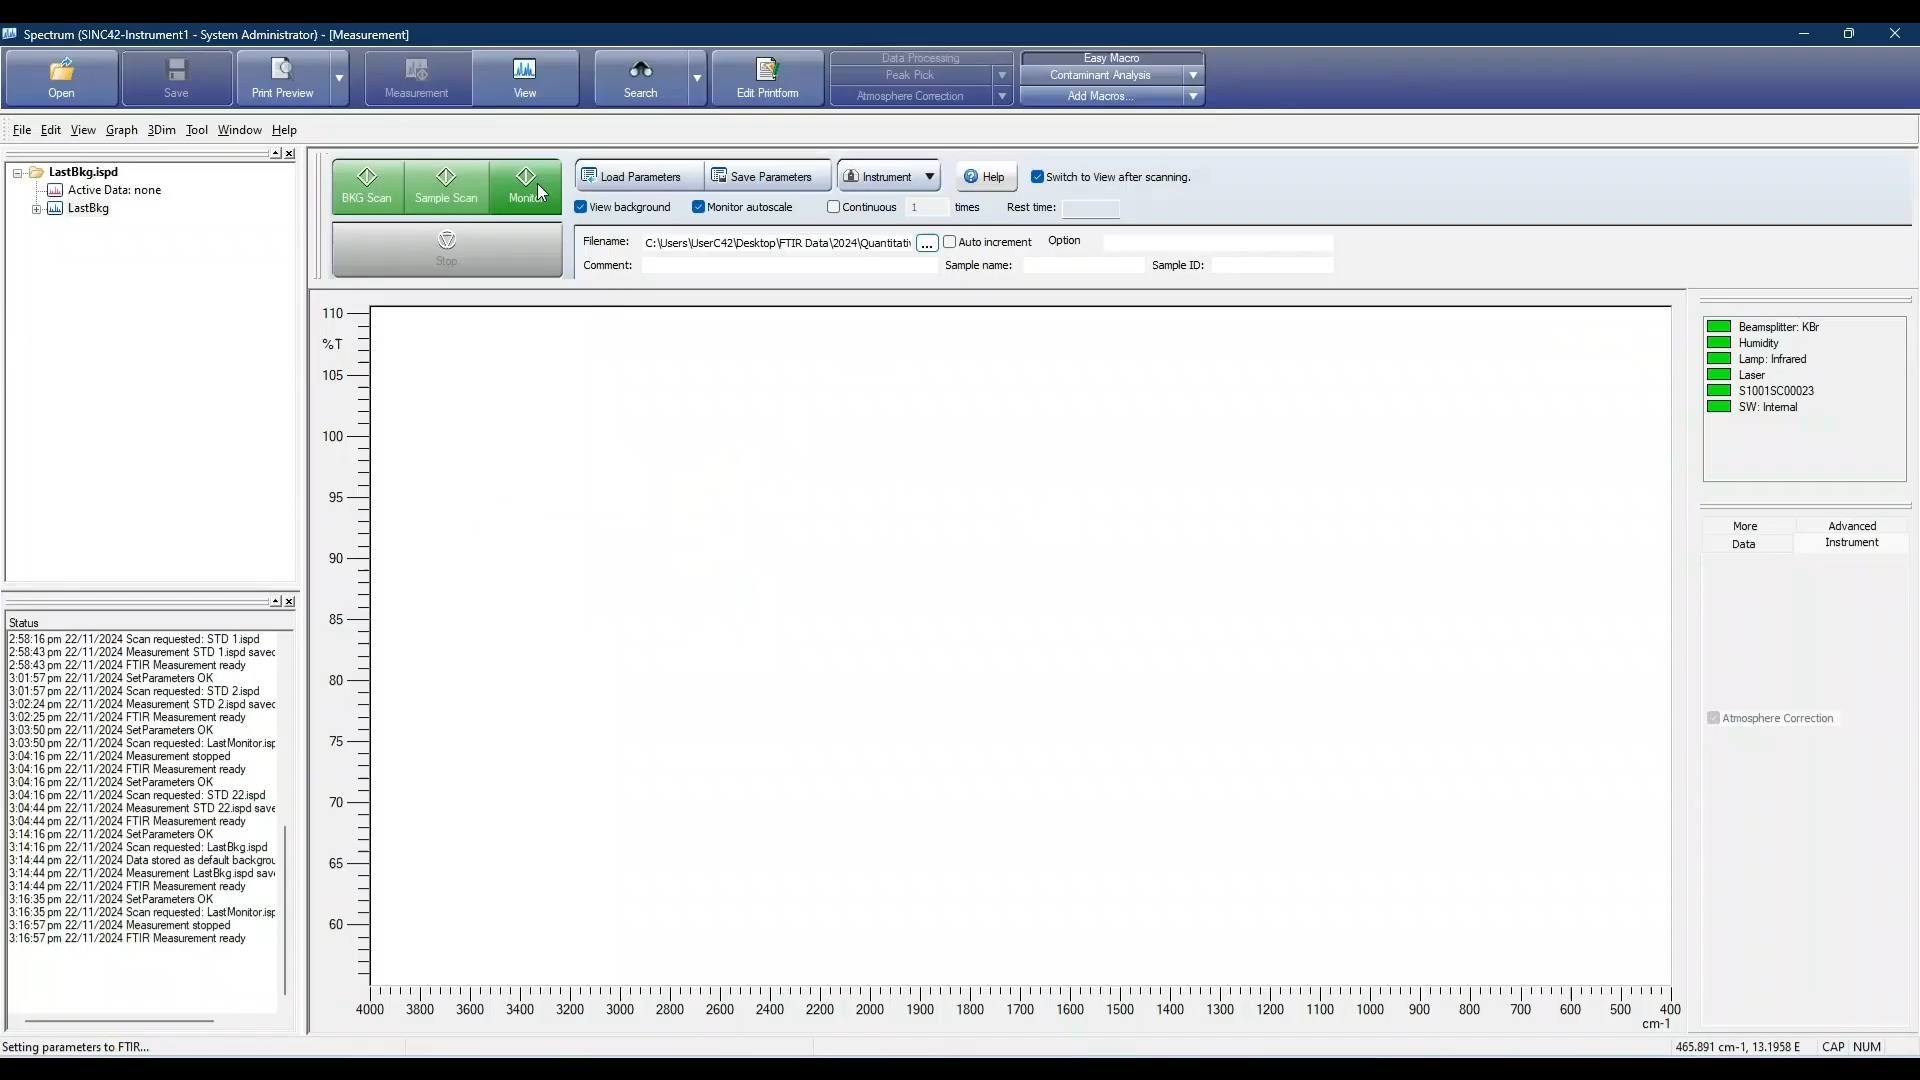 Spectrum (SINC42-Instrument1 - System Administrator) - [Measurement]
Open
Save
Print Preview
Measurement
View
Search
Edit Printform
Data Processing
Peak Pick
Atmosphere Correction
Easy Macro
Contaminant Analysis
Add Macros...
File Edit View Graph 3Dim Tool Window Help
LastBkg.ispd
Active Data: none
LastBkg
BKG Scan
Sample Scan
Monitor
Stop
Load Parameters
Save Parameters
Instrument
Help
Switch to View after scanning.
View background
Monitor autoscale
Continuous 1 times
Rest time:
Filename: C:\Users\UserC42\Desktop\FTIR Data\2024\Quantitati ...
Auto increment
Option
Comment:
Sample name:
Sample ID:
110
%T
105
100
95
90
85
80
75
70
65
60
4000 3800 3600 3400 3200 3000 2800 2600 2400 2200 2000 1900 1800 1700 1600 1500 1400 1300 1200 1100 1000 900 800 700 600 500 400
cm-1
Beamsplitter: KBr
Humidity
Lamp: Infrared
Laser
S1001SC00023
SW: Internal
More
Advanced
Data
Instrument
Atmosphere Correction
Status
2:58:16 pm 22/11/2024 Scan requested: STD 1.ispd
2:58:43 pm 22/11/2024 Measurement STD 1.ispd saved
2:58:43 pm 22/11/2024 FTIR Measurement ready
3:01:57 pm 22/11/2024 SetParameters OK
3:01:57 pm 22/11/2024 Scan requested: STD 2.ispd
3:02:24 pm 22/11/2024 Measurement STD 2.ispd saved
3:02:25 pm 22/11/2024 FTIR Measurement ready
3:03:50 pm 22/11/2024 SetParameters OK
3:03:50 pm 22/11/2024 Scan requested: LastMonitor.isp
3:04:16 pm 22/11/2024 Measurement stopped
3:04:16 pm 22/11/2024 FTIR Measurement ready
3:04:16 pm 22/11/2024 SetParameters OK
3:04:16 pm 22/11/2024 Scan requested: STD 22.ispd
3:04:44 pm 22/11/2024 Measurement STD 22.ispd save
3:04:44 pm 22/11/2024 FTIR Measurement ready
3:14:16 pm 22/11/2024 SetParameters OK
3:14:16 pm 22/11/2024 Scan requested: LastBkg.ispd
3:14:44 pm 22/11/2024 Data stored as default backgrou
3:14:44 pm 22/11/2024 Measurement LastBkg.ispd sav
3:14:44 pm 22/11/2024 FTIR Measurement ready
3:16:35 pm 22/11/2024 SetParameters OK
3:16:35 pm 22/11/2024 Scan requested: LastMonitor.isp
3:16:57 pm 22/11/2024 Measurement stopped
3:16:57 pm 22/11/2024 FTIR Measurement ready
Setting parameters to FTIR...
465.891 cm-1, 13.1958 E CAP NUM